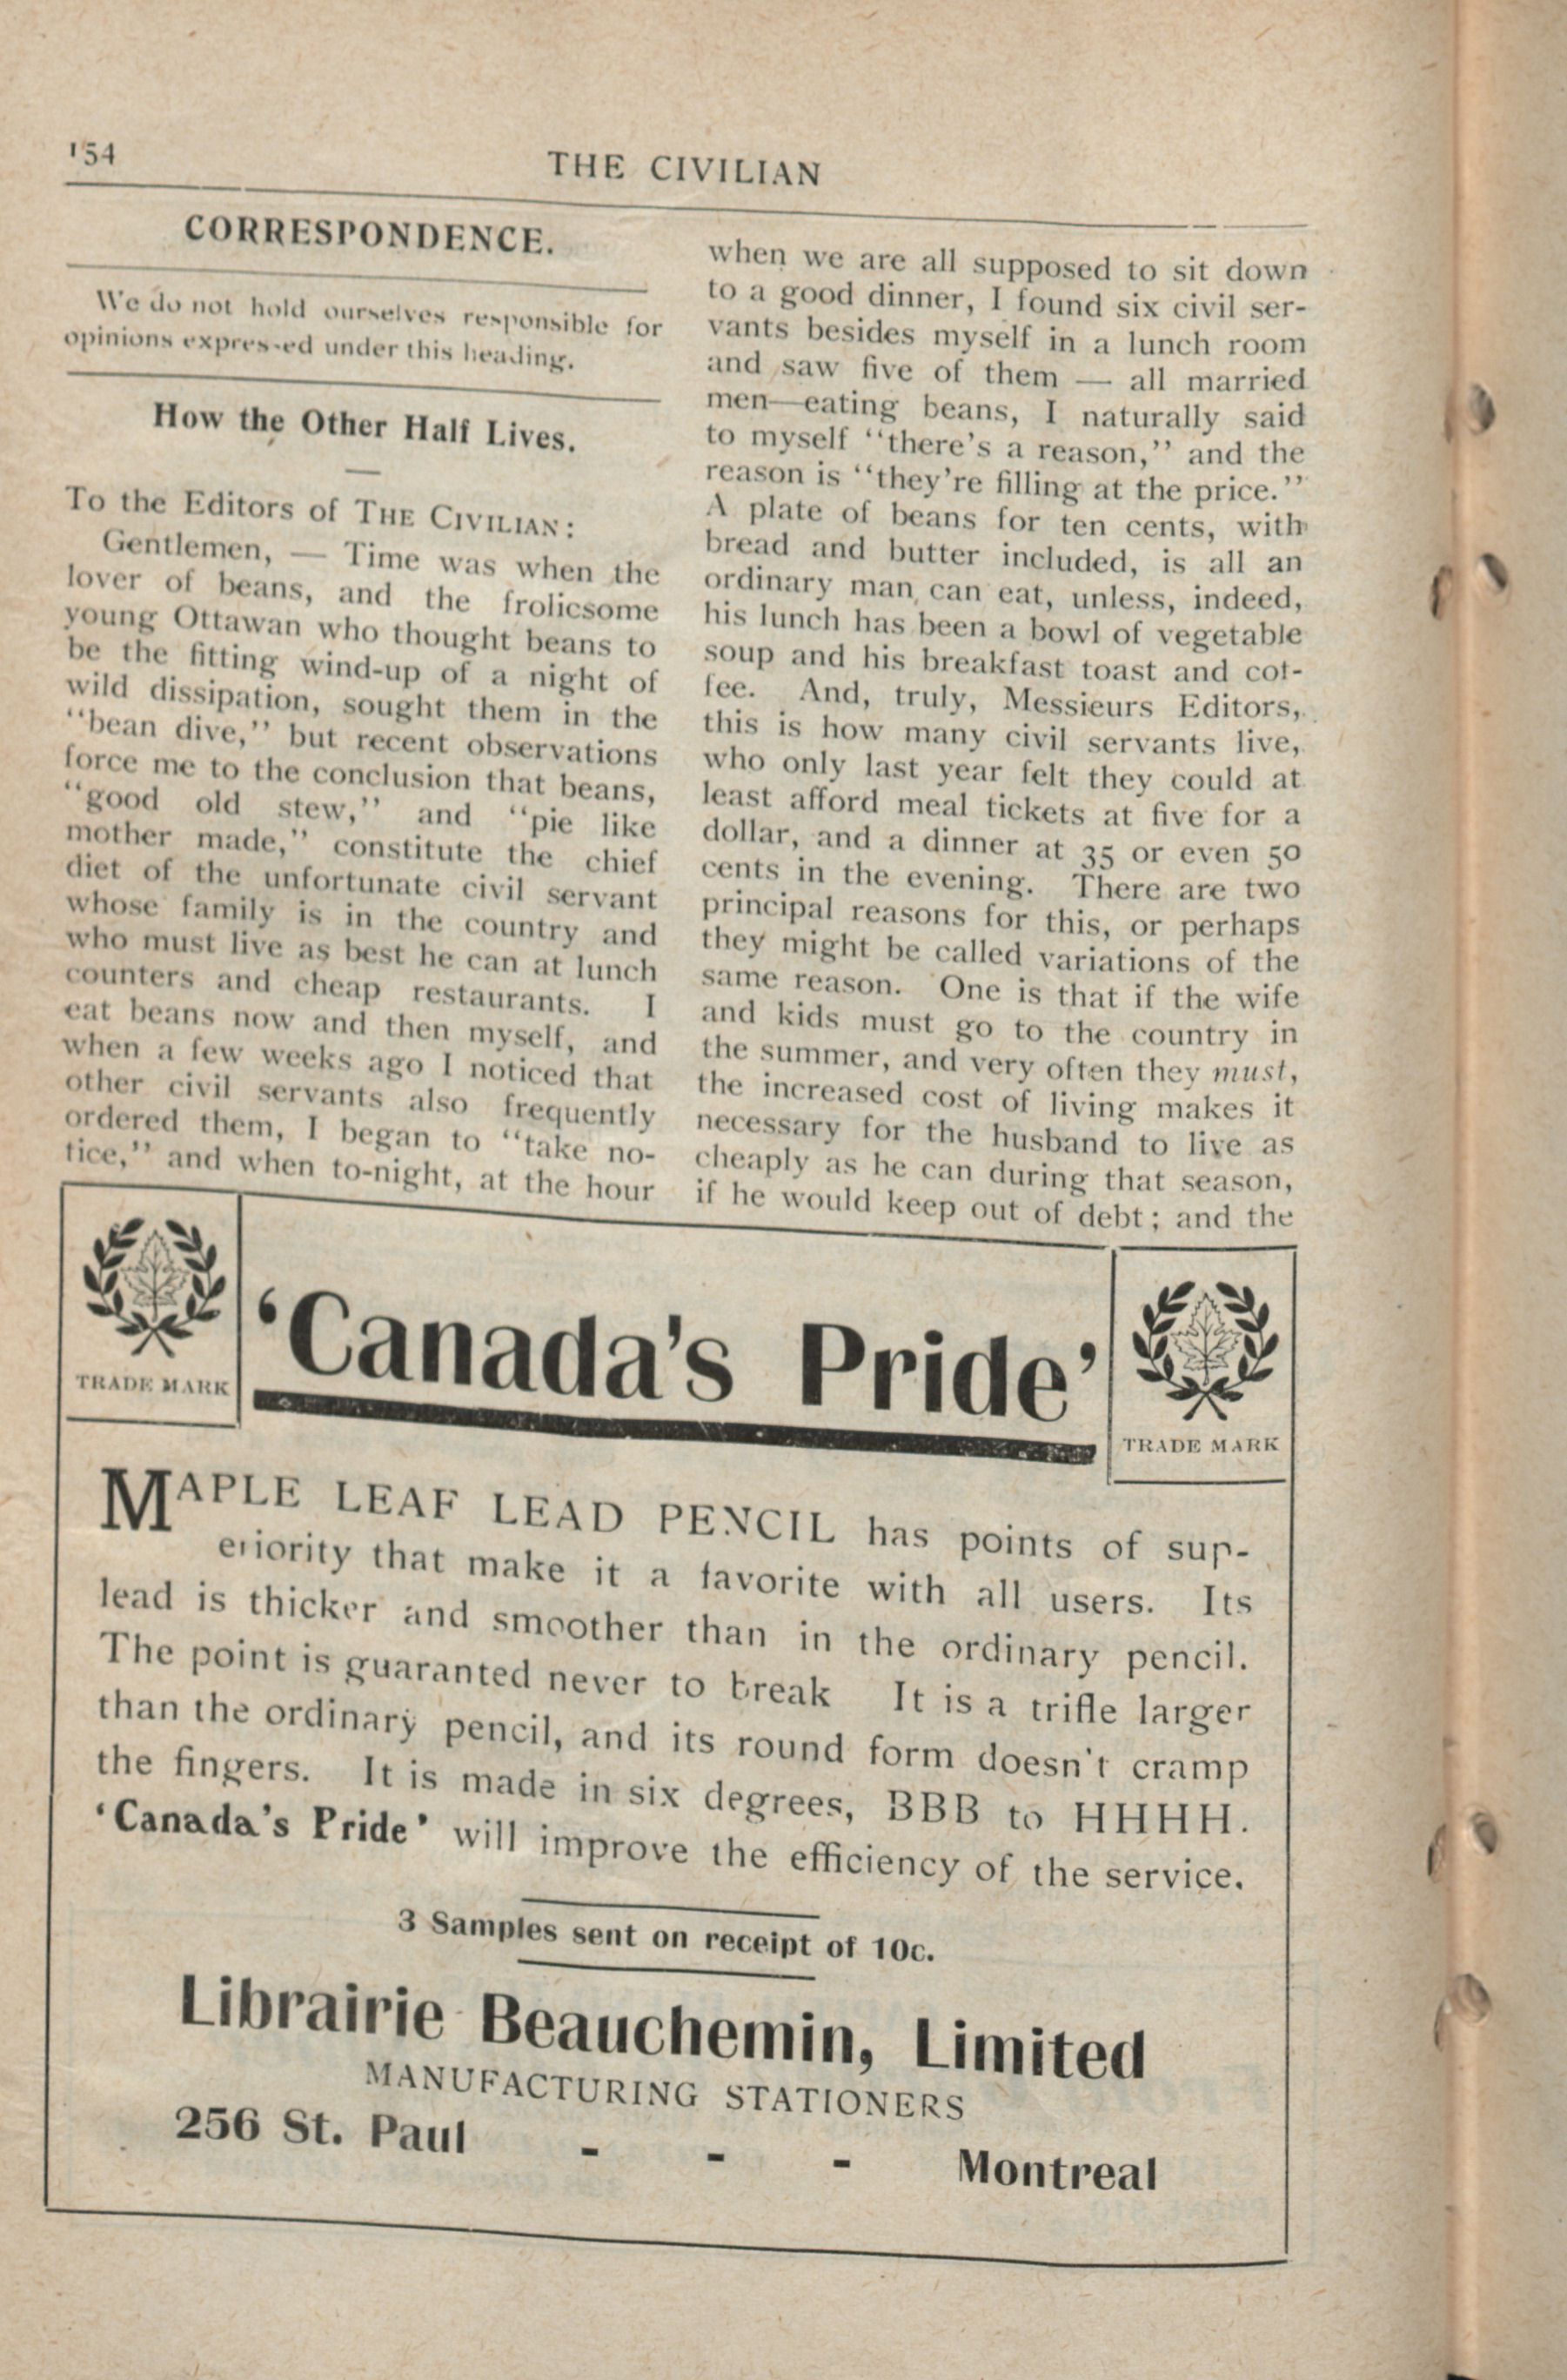 154
THE CIVILIAN
CORRESPONDENCE.
We do not hold ourselves responsible for
opinions expressed under this heading.
How the Other Half Lives.
To the Editors of THE CIVILIAN:
Gentlemen, — Time was when the
lover of beans, and the frolicsome
young Ottawan who thought beans to
be the fitting wind-up of a night of
wild dissipation, sought them in the
"bean dive," but recent observations
force me to the conclusion that beans,
"good old stew," and "pie like
mother made," constitute the chief
diet of the unfortunate civil servant
whose family is in the country and
who must live as best he can at lunch
counters and cheap restaurants. I
eat beans now and then myself, and
when a few weeks ago I noticed that
other civil servants also frequently
ordered them, I began to "take no-
tice," and when to-night, at the hour
when we are all supposed to sit down
to a good dinner, I found six civil ser-
vants besides myself in a lunch room
and saw five of them — all married
men—eating beans, I naturally said
to myself "there's a reason," and the
reason is "they're filling at the price."
A plate of beans for ten cents, with
bread and butter included, is all an
ordinary man can eat, unless, indeed,
his lunch has been a bowl of vegetable
soup and his breakfast toast and cof-
fee. And, truly, Messieurs Editors,
this is how many civil servants live,
who only last year felt they could at
least afford meal tickets at five for a
dollar, and a dinner at 35 or even 50
cents in the evening. There are two
principal reasons for this, or perhaps
they might be called variations of the
same reason. One is that if the wife
and kids must go to the country in
the summer, and very often they must,
the increased cost of living makes it
necessary for the husband to live as
cheaply as he can during that season,
if he would keep out of debt; and the
TRADE MARK
'Canada's Pride'
TRADE MARK
MAPLE LEAF LEAD PENCIL has points of sup-
eriority that make it a favorite with all users. Its
lead is thicker and smoother than in the ordinary pencil.
The point is guaranted never to break It is a trifle larger
than the ordinary pencil, and its round form doesn't cramp
the fingers. It is made in six degrees, BBB to HHHH.
'Canada's Pride' will improve the efficiency of the service.
3 Samples sent on receipt of 10c.
Librairie Beauchemin, Limited
MANUFACTURING STATIONERS
256 St. Paul - - - Montreal